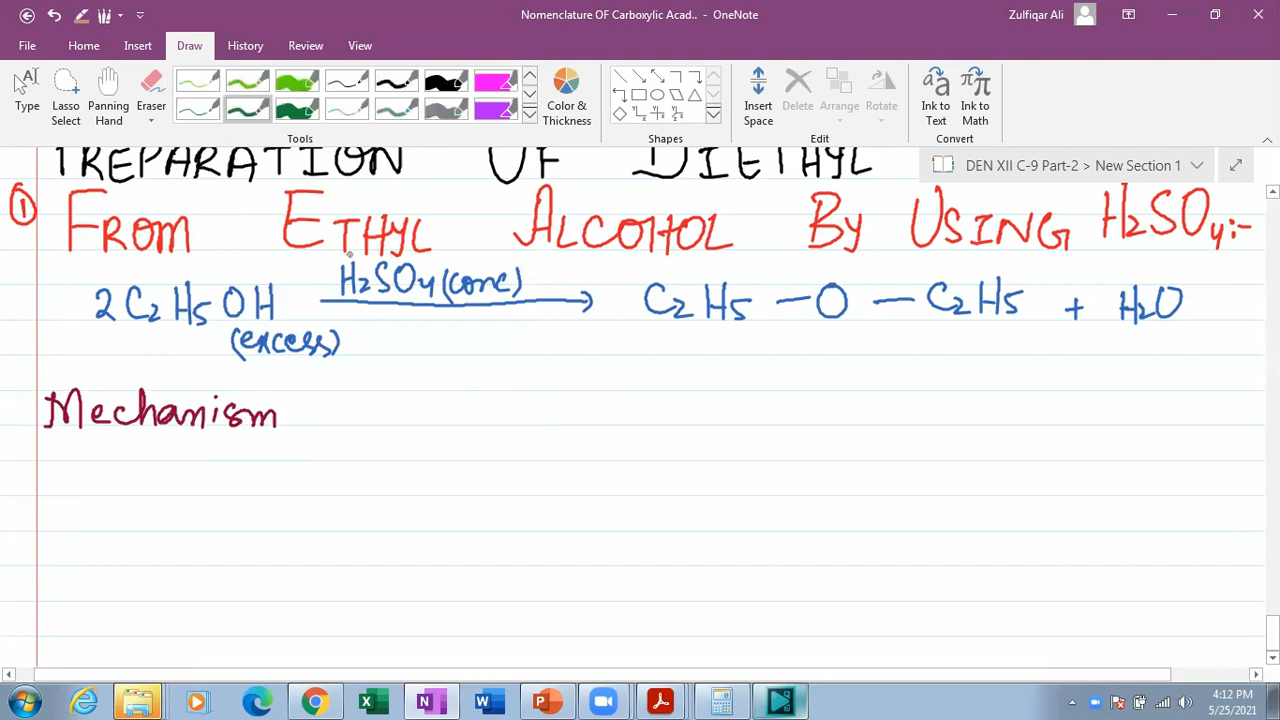 Nomenclature OF Carboxylic Acad.. - OneNote
Zulfiqar Ali
File Home Insert Draw History Review View
Type
Lasso Select
Panning Hand
Eraser
Color & Thickness
Insert Space
Delete
Arrange
Rotate
Ink to Text
Ink to Math
Tools
Shapes
Edit
Convert
DEN XII C-9 Part-2 > New Section 1
PREPARATION OF DIETHYL
① FROM ETHYL ALCOHOL BY USING H2SO4:-
2C2H5OH H2SO4(conc) → C2H5 — O — C2H5 + H2O
(excess)
Mechanism
4:12 PM
5/25/2021